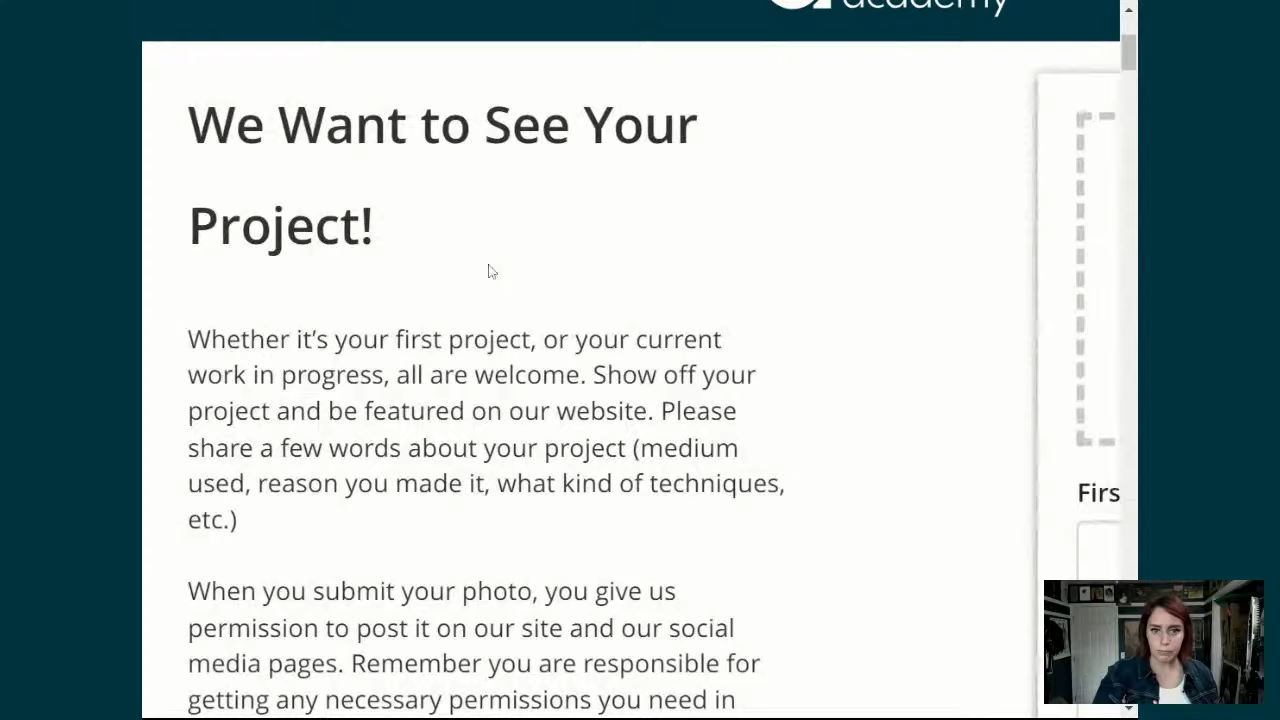 academy
We Want to See Your
Project!
Whether it’s your first project, or your current
work in progress, all are welcome. Show off your
project and be featured on our website. Please
share a few words about your project (medium
used, reason you made it, what kind of techniques,
etc.)
When you submit your photo, you give us
permission to post it on our site and our social
media pages. Remember you are responsible for
getting any necessary permissions you need in
Firs